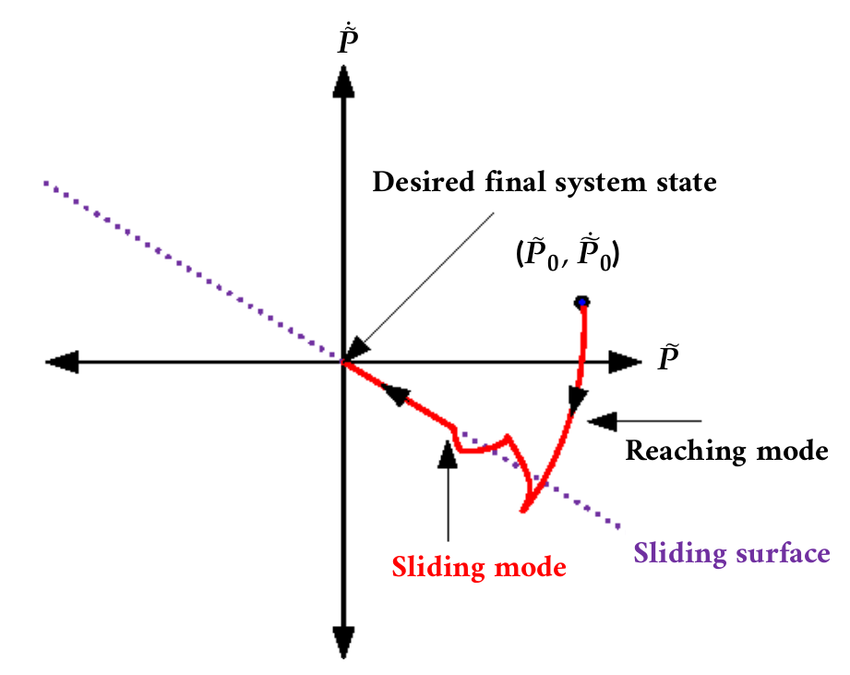 P̃̇
Desired final system state
(P̃₀, P̃̇₀)
P̃
Reaching mode
Sliding surface
Sliding mode